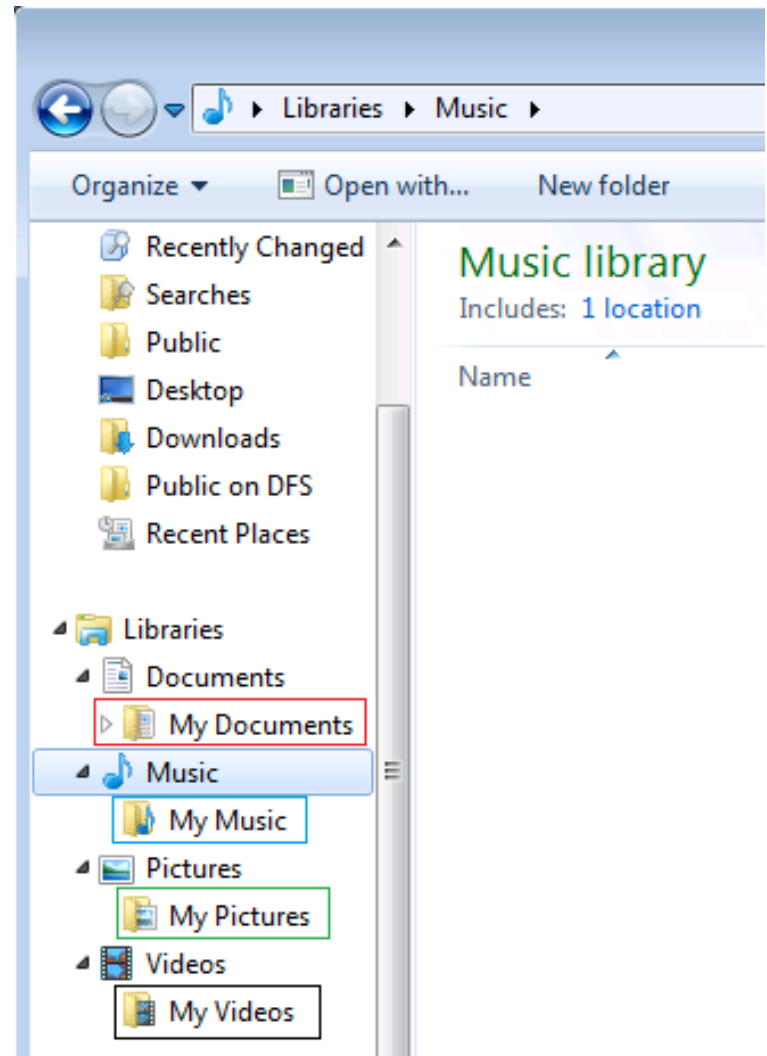 Libraries Music
Organize Open with... New folder
Recently Changed
Searches
Public
Desktop
Downloads
Public on DFS
Recent Places
Libraries
Documents
My Documents
Music
My Music
Pictures
My Pictures
Videos
My Videos
Music library
Includes: 1 location
Name